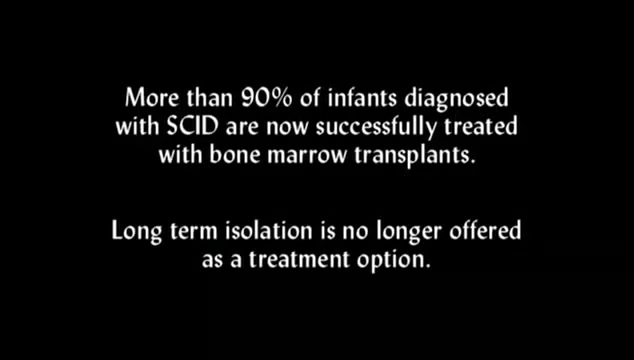 More than 90% of infants diagnosed
with SCID are now successfully treated
with bone marrow transplants.
Long term isolation is no longer offered
as a treatment option.